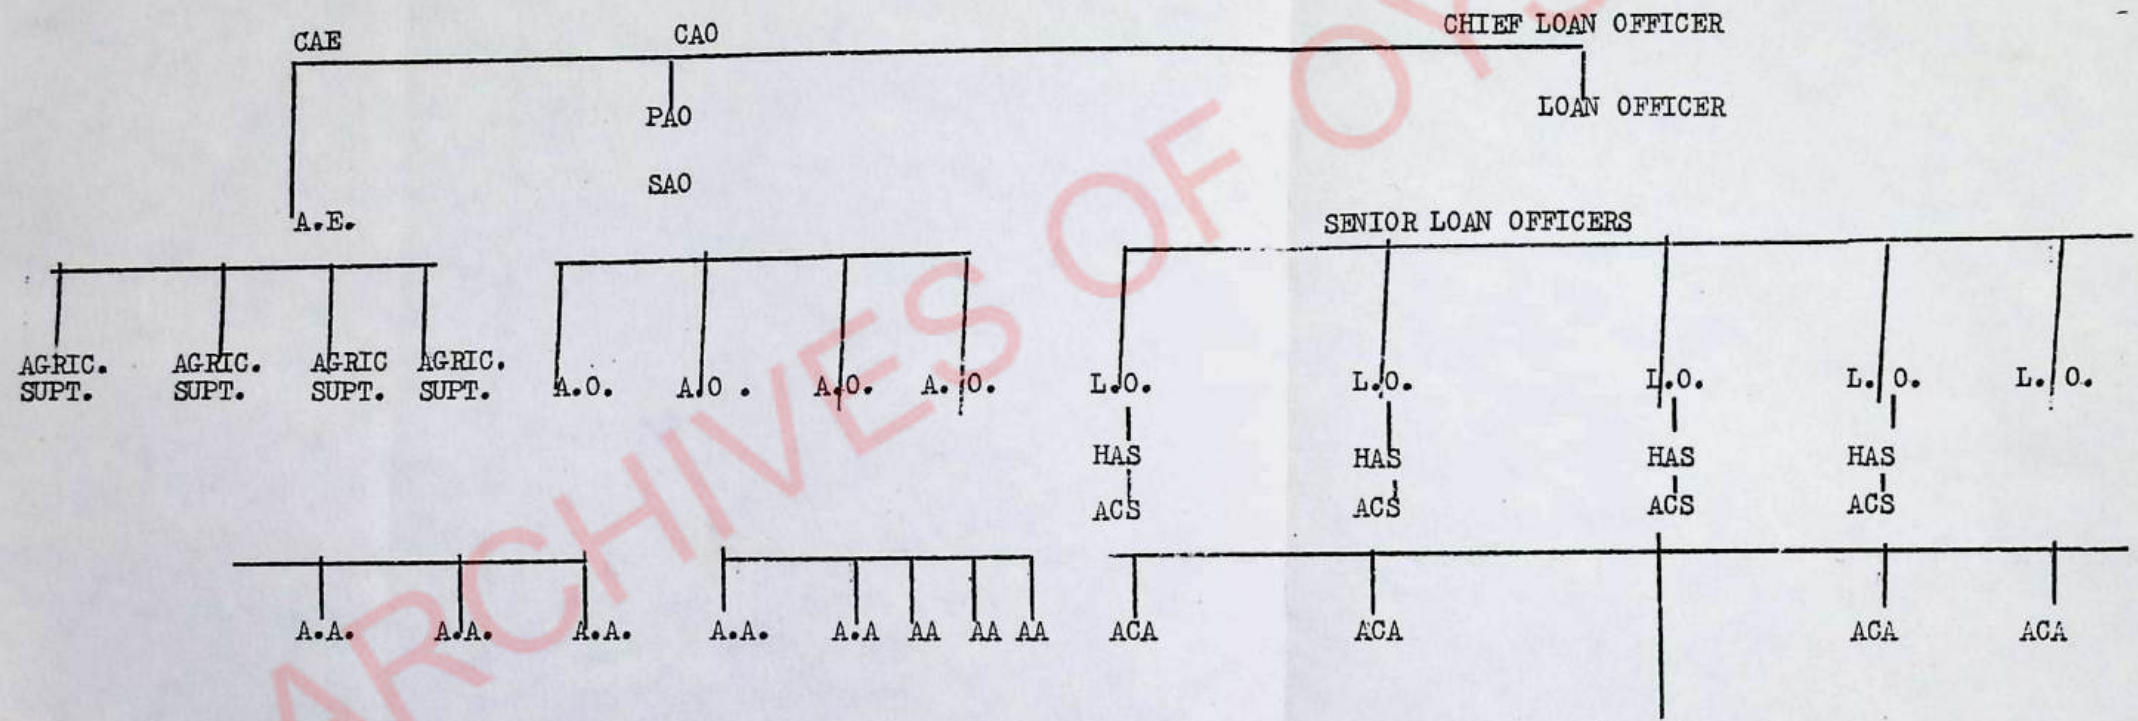 CAE CAO CHIEF LOAN OFFICER
PAO LOAN OFFICER
SAO
A.E. SENIOR LOAN OFFICERS
AGRIC. AGRIC. AGRIC AGRIC.
SUPT. SUPT. SUPT. SUPT. A.O. A.O. A.O. A.O. L.O. L.O. L.O. L.O. L.O.
HAS HAS HAS HAS
ACS ACS ACS ACS
A.A. A.A. A.A. A.A. A.A AA AA AA ACA ACA ACA ACA
ARCHIVES OF OYS